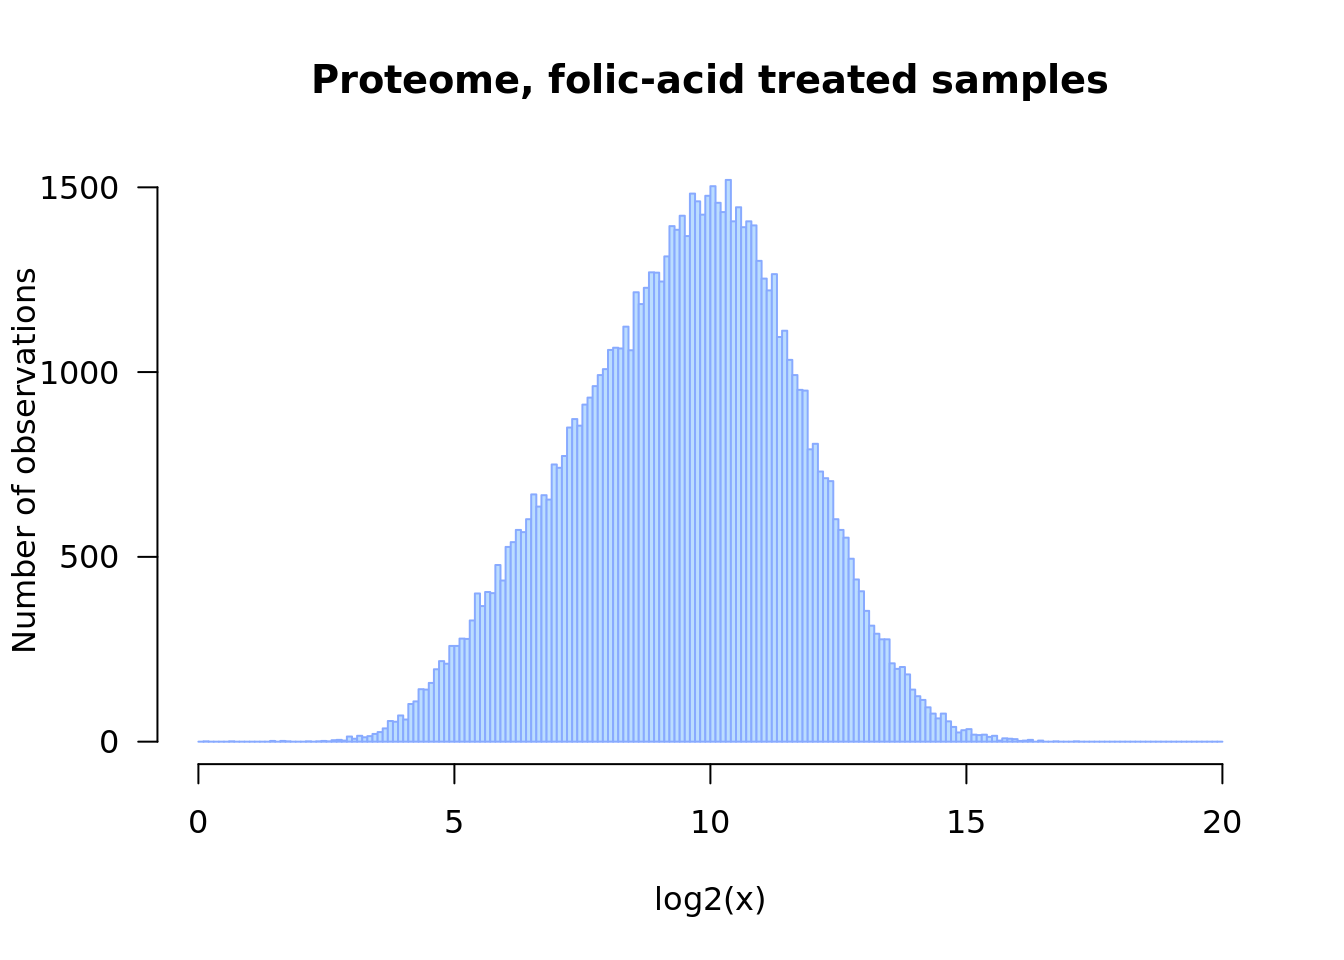 Proteome, folic-acid treated samples
Number of observations
1500
1000
500
0
0 5 10 15 20
log2(x)